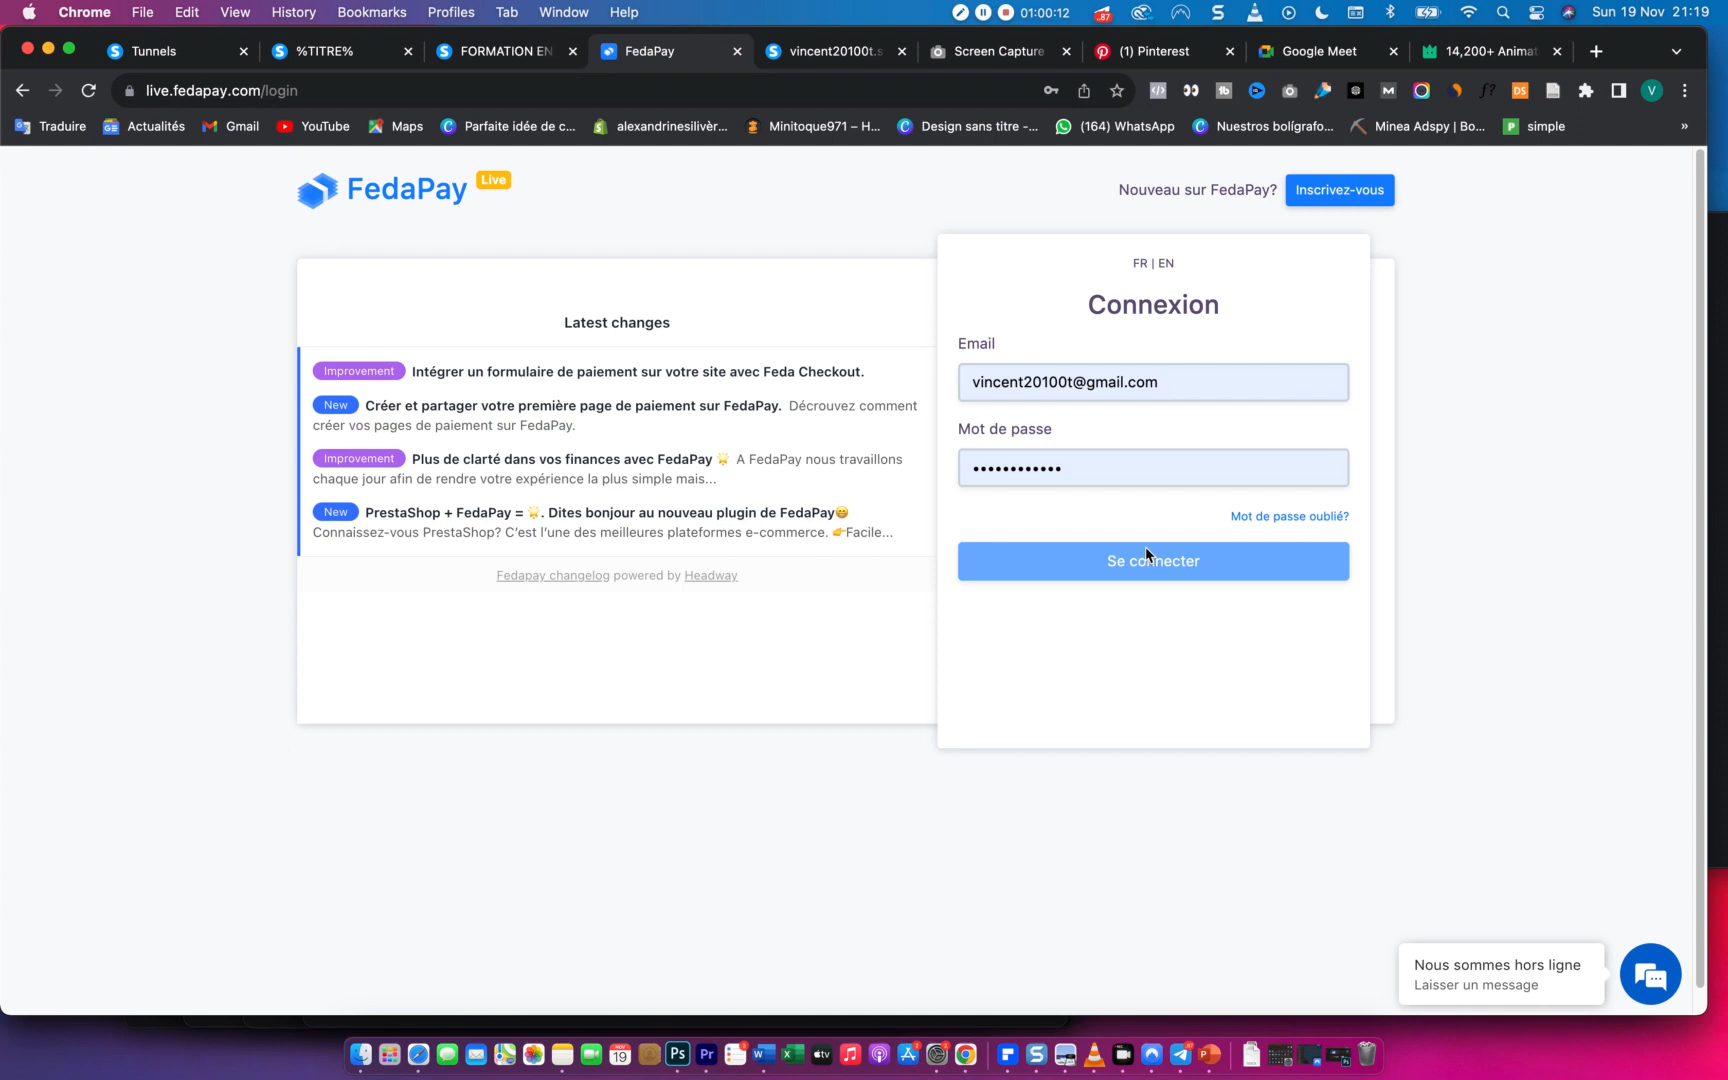 Chrome File Edit View History Bookmarks Profiles Tab Window Help 01:00:12 .87 Sun 19 Nov 21:19
Tunnels %TITRE% FORMATION EN FedaPay vincent20100t.s Screen Capture (1) Pinterest Google Meet 14,200+ Animat
live.fedapay.com/login
Traduire Actualités Gmail YouTube Maps Parfaite idée de c... alexandrinesilivèr... Minitoque971 – H... Design sans titre -... (164) WhatsApp Nuestros bolígrafo... Minea Adspy | Bo... simple »
FedaPay Live
Nouveau sur FedaPay? Inscrivez-vous
Latest changes
Improvement Intégrer un formulaire de paiement sur votre site avec Feda Checkout.
New Créer et partager votre première page de paiement sur FedaPay. Décrouvez comment
créer vos pages de paiement sur FedaPay.
Improvement Plus de clarté dans vos finances avec FedaPay 🌟 A FedaPay nous travaillons
chaque jour afin de rendre votre expérience la plus simple mais...
New PrestaShop + FedaPay = 🌟. Dites bonjour au nouveau plugin de FedaPay😀
Connaissez-vous PrestaShop? C'est l'une des meilleures plateformes e-commerce. 👉Facile...
Fedapay changelog powered by Headway
FR | EN
Connexion
Email
vincent20100t@gmail.com
Mot de passe
••••••••••••
Mot de passe oublié?
Se connecter
Nous sommes hors ligne
Laisser un message